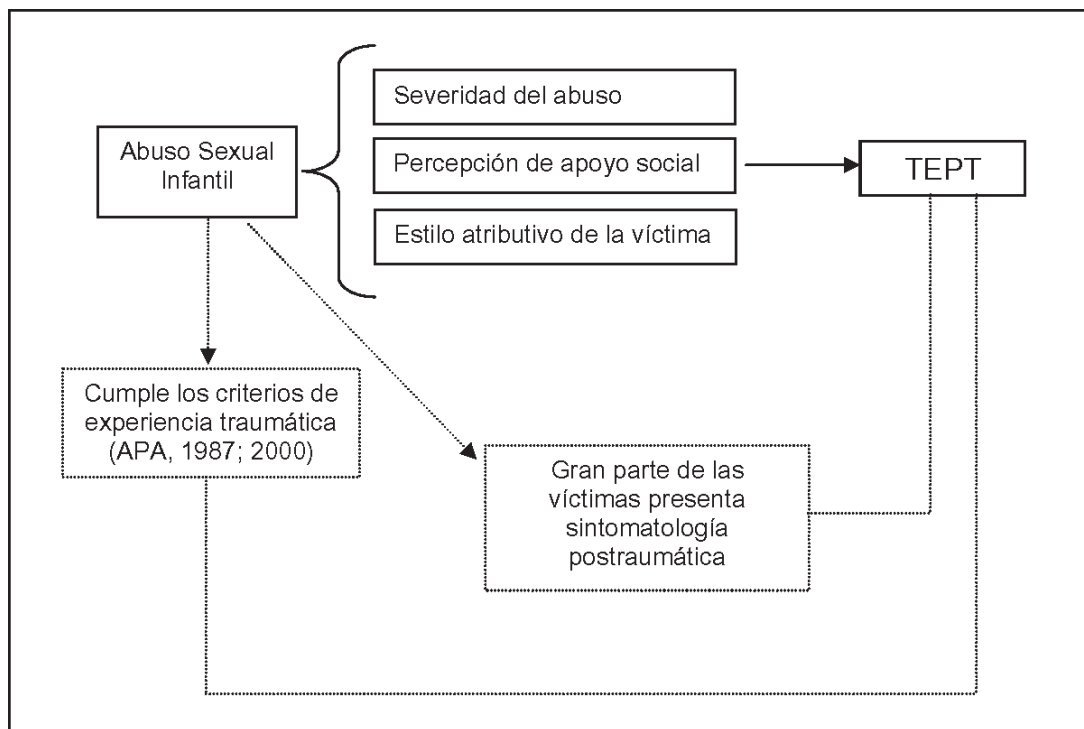 Abuso Sexual
Infantil
Severidad del abuso
Percepción de apoyo social
Estilo atributivo de la víctima
TEPT
Cumple los criterios de
experiencia traumática
(APA, 1987; 2000)
Gran parte de las
víctimas presenta
sintomatología
postraumática